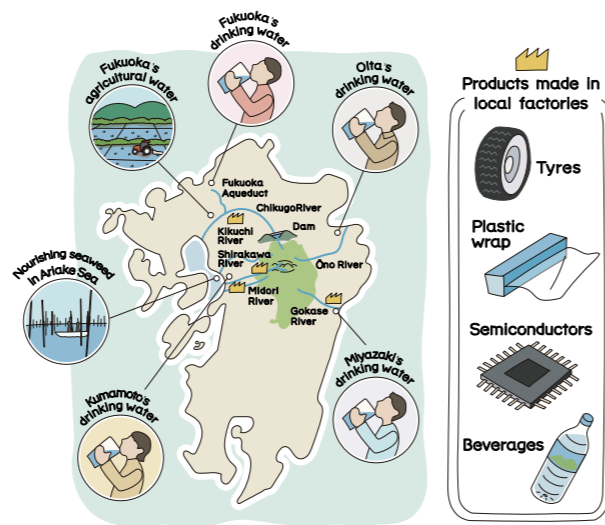 Fukuoka's
drinking water
Fukuoka's
agricultural water
Oita's
drinking water
Fukuoka
Aqueduct
ChikugoRiver
Dam
Kikuchi
River
Shirakawa
River
Ōno River
Midori
River
Gokase
River
Nourishing seaweed
in Ariake Sea
Kumamoto's
drinking water
Miyazaki's
drinking water
Products made in
local factories
Tyres
Plastic
wrap
Semiconductors
Beverages